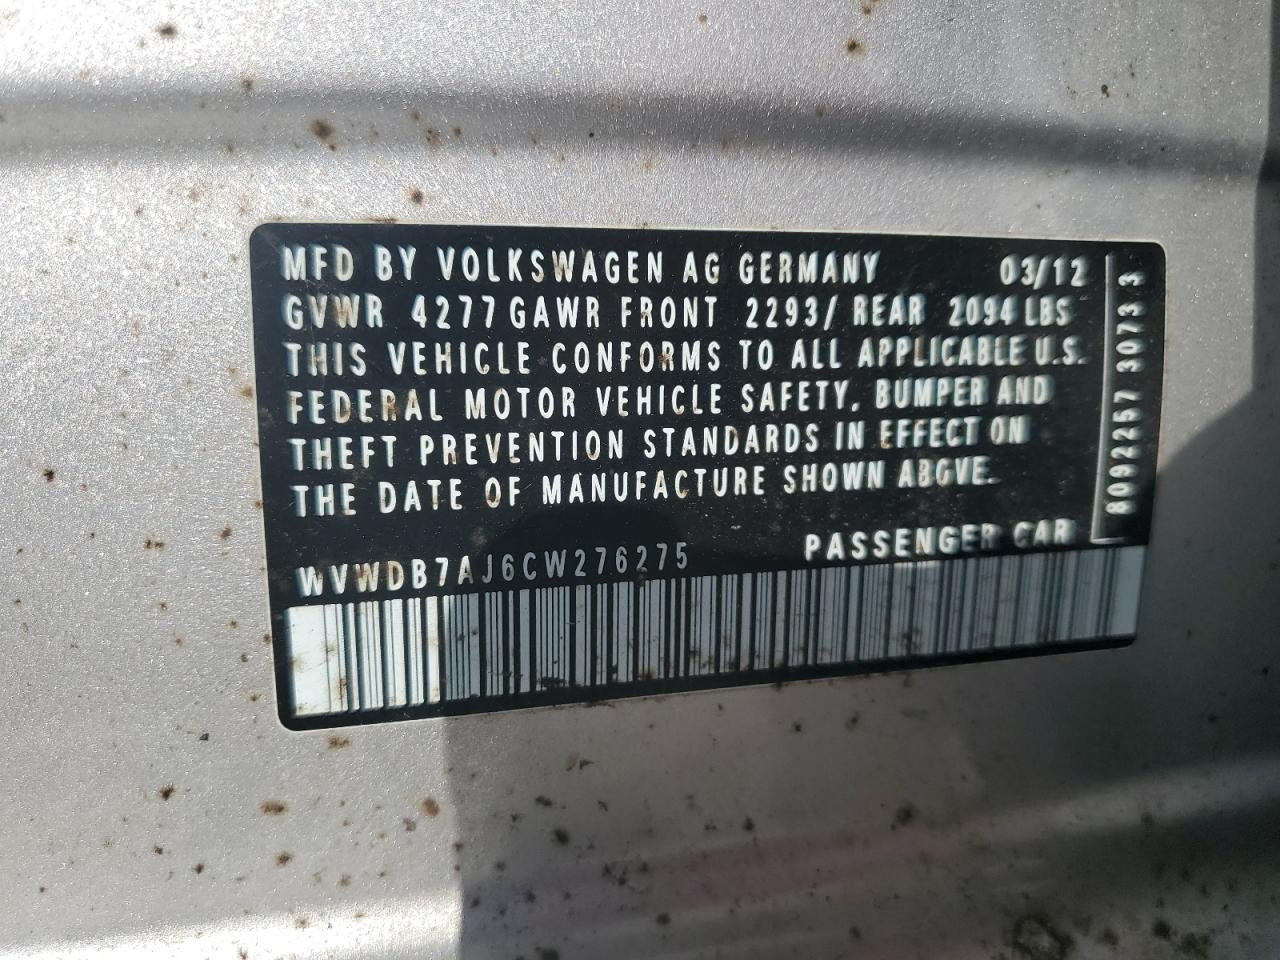 MFD BY VOLKSWAGEN AG GERMANY 03/12
GVWR 4277 GAWR FRONT 2293/ REAR 2094 LBS
THIS VEHICLE CONFORMS TO ALL APPLICABLE U.S.
FEDERAL MOTOR VEHICLE SAFETY, BUMPER AND
THEFT PREVENTION STANDARDS IN EFFECT ON
THE DATE OF MANUFACTURE SHOWN ABOVE.
PASSENGER CAR
WVWDB7AJ6CW276275
8092257 3073 3